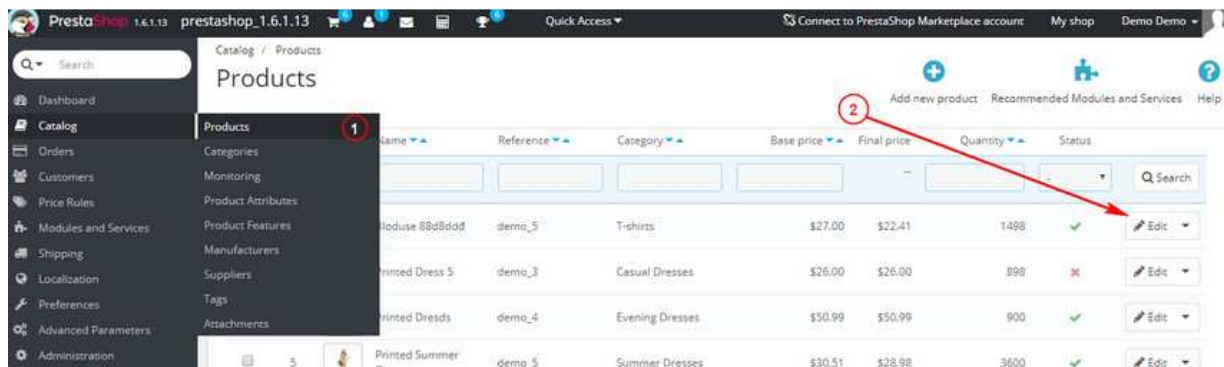 PrestaShop 1.6.1.13 prestashop_1.6.1.13 6 1 6 Quick Access Connect to PrestaShop Marketplace account My shop Demo Demo
Search
Catalog / Products
Products
Add new product Recommended Modules and Services Help
Dashboard
Catalog
Orders
Customers
Price Rules
Modules and Services
Shipping
Localization
Preferences
Advanced Parameters
Administration
Products 1
Categories
Monitoring
Product Attributes
Product Features
Manufacturers
Suppliers
Tags
Attachments
2
Name Reference Category Base price Final price Quantity Status
-- - Search
88d8ddd demo_5 T-shirts $27.00 $22.41 1498 Edit
Printed Dress 5 demo_3 Casual Dresses $26.00 $26.00 898 Edit
Printed Dresds demo_4 Evening Dresses $50.99 $50.99 900 Edit
5 Printed Summer demo_5 Summer Dresses $30.51 $28.98 3600 Edit